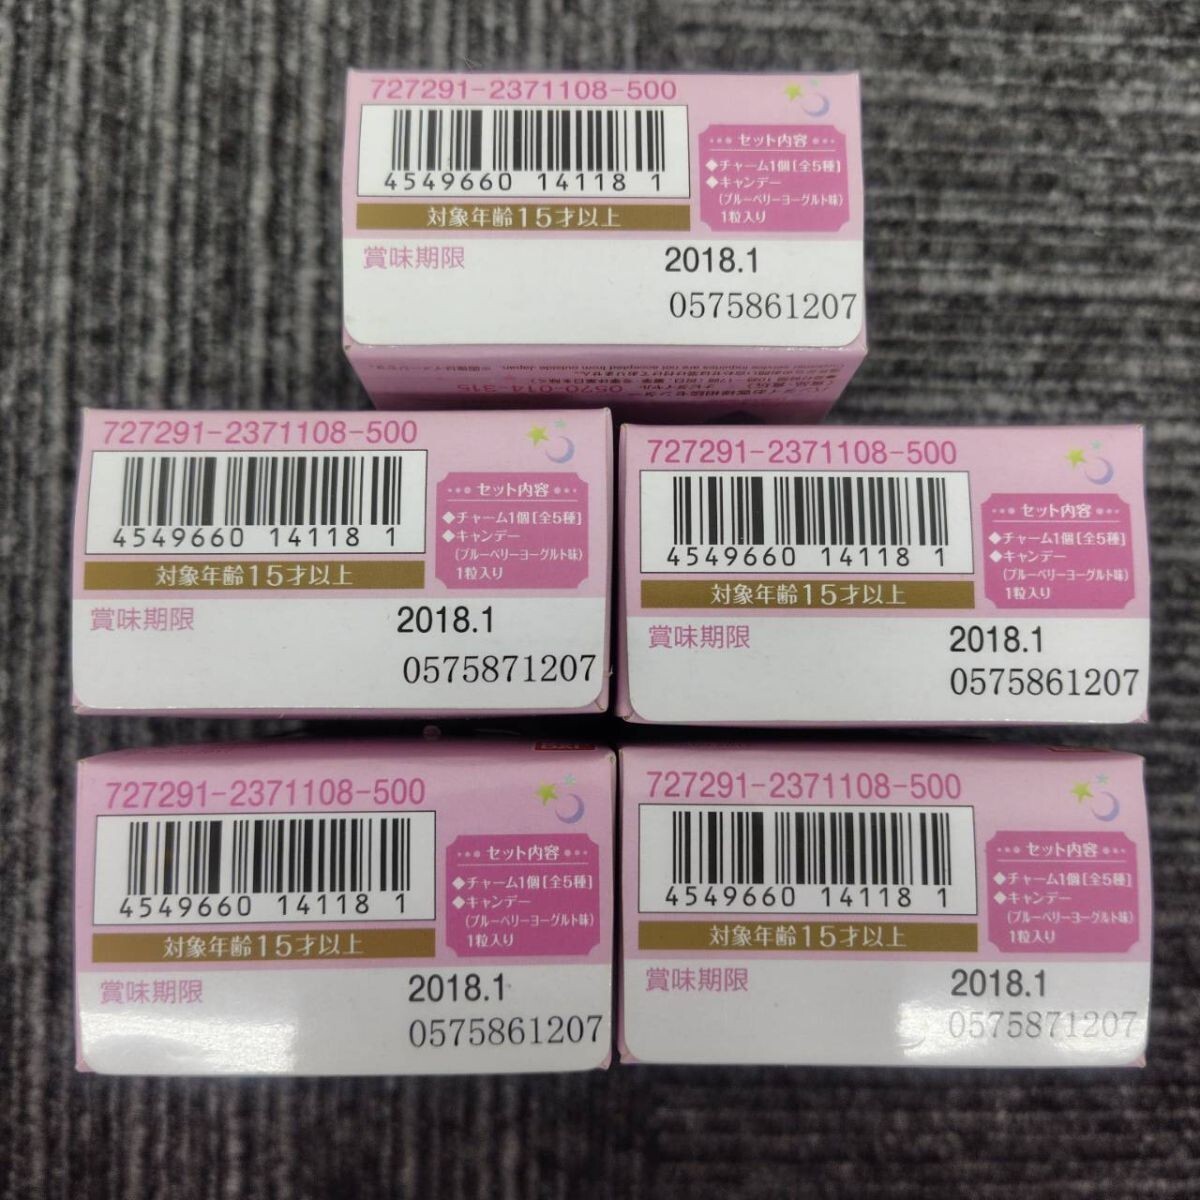 727291-2371108-500
4549660 14118 1
対象年齢15才以上
セット内容
◆チャーム1個[全5種]
◆キャンデー
(ブルーベリーヨーグルト味)
1粒入り
賞味期限 2018.1
0575861207
0570-014-315
727291-2371108-500
4549660 14118 1
対象年齢15才以上
セット内容
◆チャーム1個[全5種]
◆キャンデー
(ブルーベリーヨーグルト味)
1粒入り
賞味期限 2018.1
0575871207
727291-2371108-500
4549660 14118 1
対象年齢15才以上
セット内容
◆チャーム1個[全5種]
◆キャンデー
(ブルーベリーヨーグルト味)
1粒入り
賞味期限 2018.1
0575861207
727291-2371108-500
4549660 14118 1
対象年齢15才以上
セット内容
◆チャーム1個[全5種]
◆キャンデー
(ブルーベリーヨーグルト味)
1粒入り
賞味期限 2018.1
0575861207
727291-2371108-500
4549660 14118 1
対象年齢15才以上
セット内容
◆チャーム1個[全5種]
◆キャンデー
(ブルーベリーヨーグルト味)
1粒入り
賞味期限 2018.1
0575871207